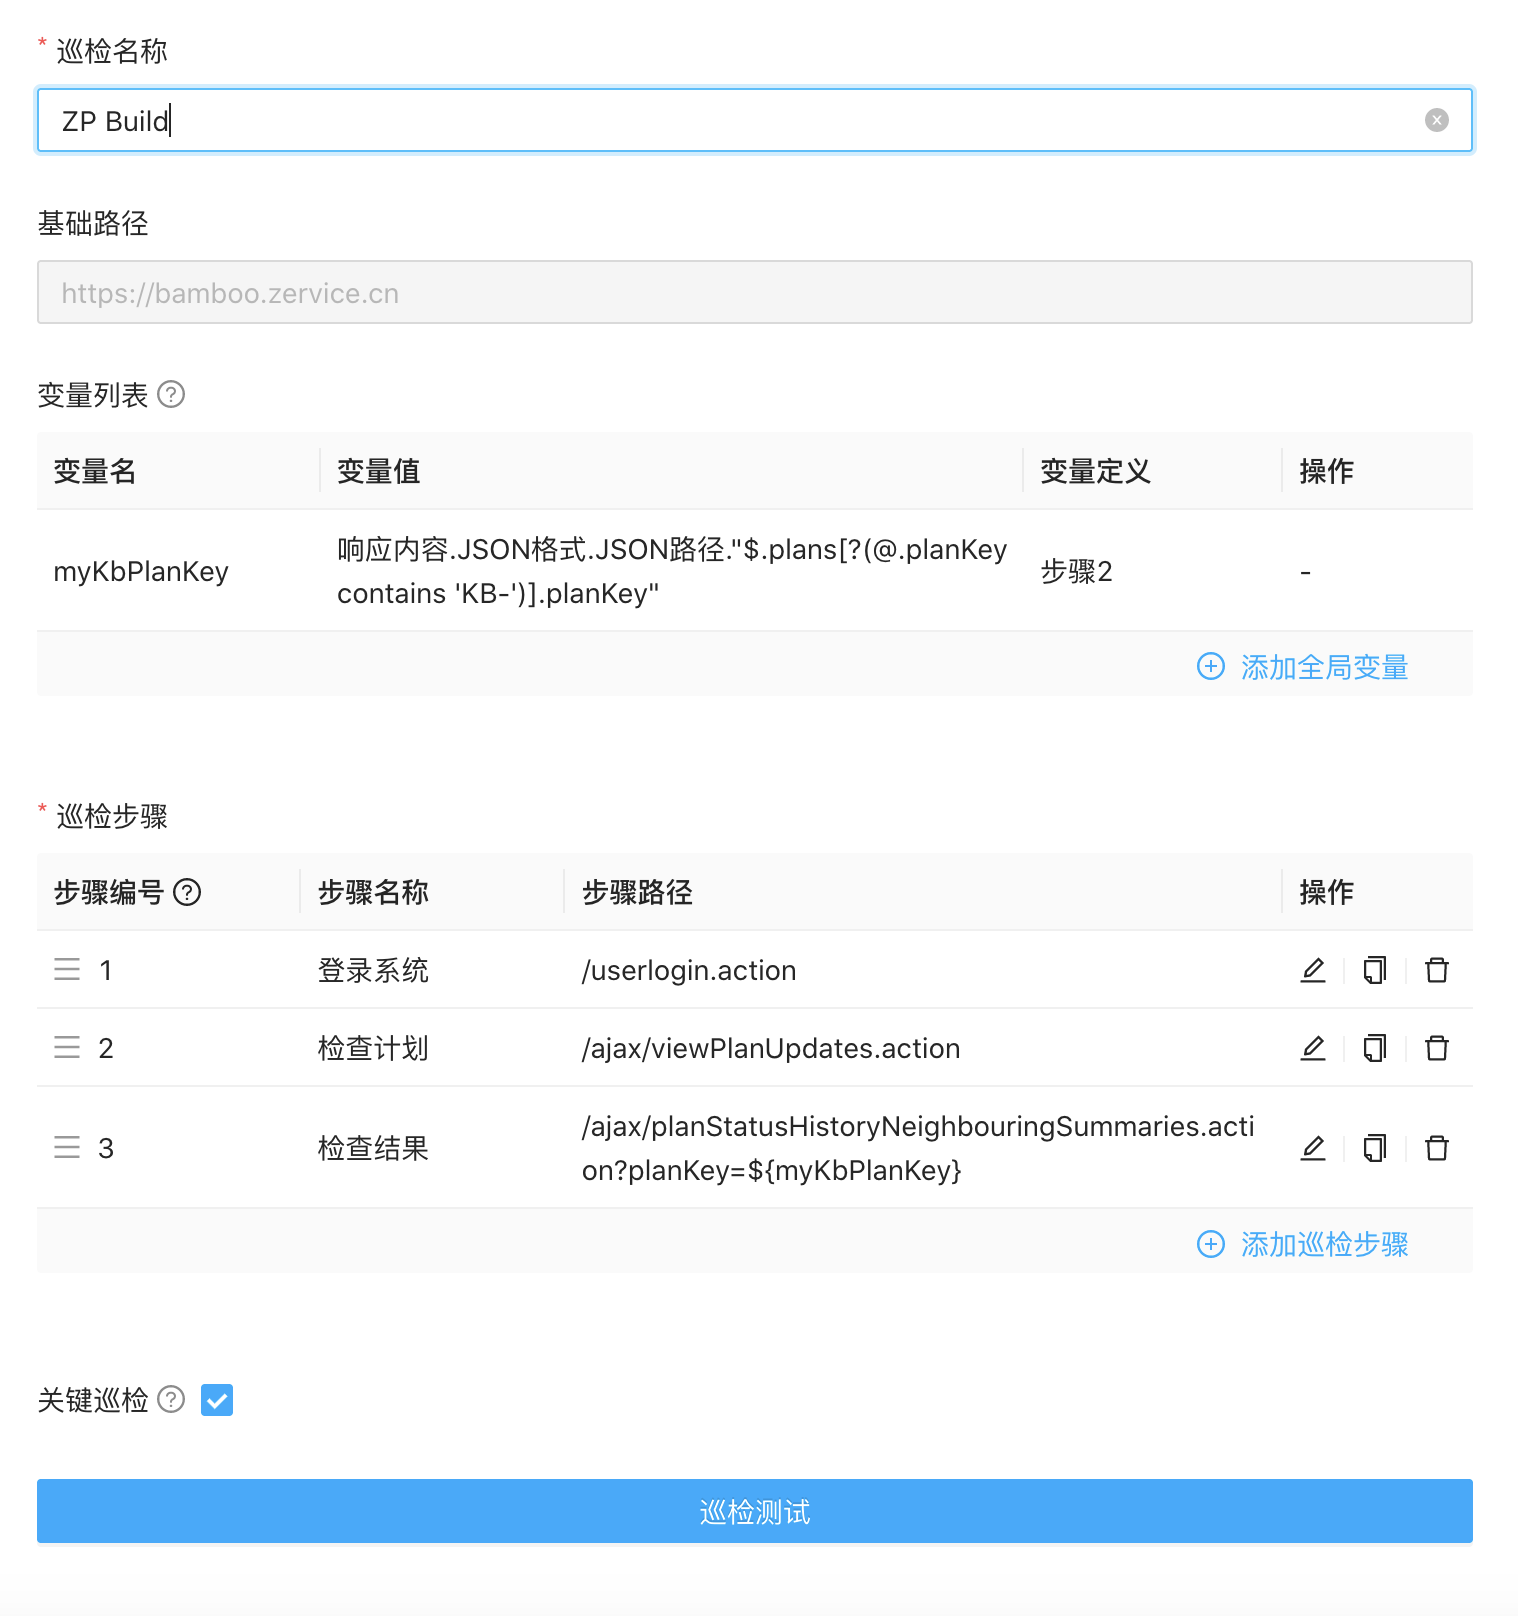 * 巡检名称
ZP Build
基础路径
https://bamboo.zervice.cn
变量列表 ?
变量名 变量值 变量定义 操作
响应内容.JSON格式.JSON路径."$.plans[?(@.planKey
myKbPlanKey 步骤2 -
contains 'KB-')].planKey"
添加全局变量
* 巡检步骤
步骤编号 ? 步骤名称 步骤路径 操作
1 登录系统 /userlogin.action
2 检查计划 /ajax/viewPlanUpdates.action
/ajax/planStatusHistoryNeighbouringSummaries.acti
3 检查结果
on?planKey=${myKbPlanKey}
添加巡检步骤
关键巡检 ?
巡检测试